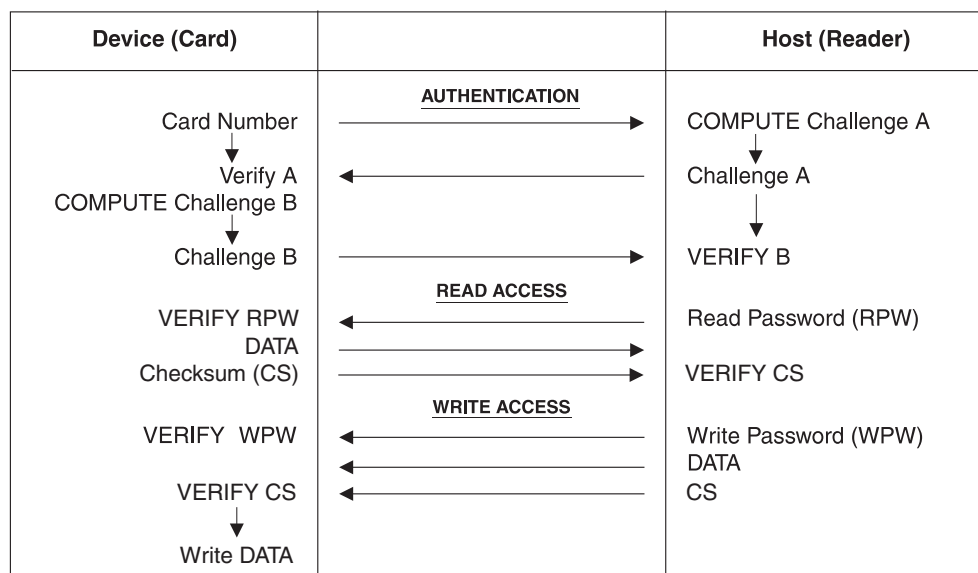 Device (Card) Host (Reader)
AUTHENTICATION
Card Number COMPUTE Challenge A
Verify A Challenge A
COMPUTE Challenge B
Challenge B VERIFY B
READ ACCESS
VERIFY RPW Read Password (RPW)
DATA
Checksum (CS) VERIFY CS
WRITE ACCESS
VERIFY WPW Write Password (WPW)
DATA
VERIFY CS CS
Write DATA